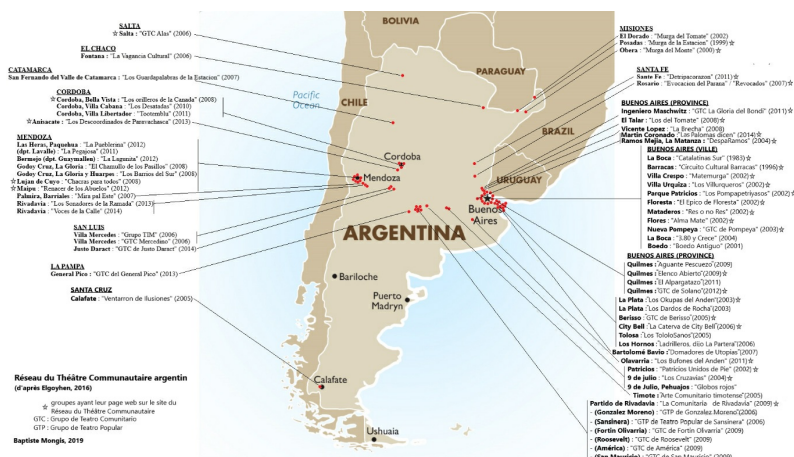 SALTA
☆ Salta : "GTC Alas" (2006)
EL CHACO
Fontana : "La Vagancia Cultural" (2006)
CATAMARCA
San Fernando del Valle de Catamarca : "Los Guardapalabras de la Estacion" (2007)
CORDOBA
☆ Cordoba, Bella Vista : "Los orilleros de la Canada" (2008)
Cordoba, Villa Cabana : "Los Desatadas" (2010)
Cordoba, Villa Libertador : "Tootembu" (2011)
☆ Anisacate : "Los Descoordinados de Paravachasca" (2013)
MENDOZA
Las Horas, Paquehua : "La Pueblerina" (2012)
(dpt. Lavalle) : "La Pegajosa" (2011)
Bermejo (dpt. Guaymallen) : "La Lagunita" (2012)
Godoy Cruz, La Gloria : "El Chanullo de los Pasillos" (2008)
Godoy Cruz, La Gloria y Huarpes : "Los Barrios del Sur" (2008)
☆ Lujan de Cuyo : "Chacras para todos" (2008)
☆ Maipu : "Renacer de los Abuelos" (2012)
Palmira, Barriales : "Mira pal Este" (2007)
Rivadavia : "Los Sonadores de la Ramada" (2013)
Rivadavia : "Voces de la Calle" (2014)
SAN LUIS
Villa Mercedes : "Grupo TIM" (2006)
Villa Mercedes : "GTC Mercedino" (2006)
Justo Daract : "GTC de Justo Daract" (2014)
LA PAMPA
General Pico : "GTC del General Pico" (2013)
SANTA CRUZ
Calafate : "Ventarron de Ilusiones" (2005)
Réseau du Théâtre Communautaire argentin
(d'après Elgoyhen, 2016)
☆ groupes ayant leur page web sur le site du
Réseau du Théâtre Communautaire
GTC : Grupo de Teatro Comunitario
GTP : Grupo de Teatro Popular
Baptiste Mongis, 2019
BOLIVIA
PARAGUAY
Pacific
Ocean
CHILE
BRAZIL
Cordoba
Mendoza
URUGUAY
Buenos
Aires
ARGENTINA
Bariloche
Puerto
Madryn
Calafate
Ushuaia
MISIONES
El Dorado : "Murga del Tomate" (2002)
Posadas : "Murga de la Estacion" (1999) ☆
Obera : "Murga del Monte" (2000) ☆
SANTA FE
Santo Fe : "Detripacorazon" (2011) ☆
Rosario : "Evocacion del Parana" / "Revocados" (2007) ☆
BUENOS AIRES (PROVINCE)
Ingeniero Maschwitz : "GTC La Gloria del Bondi" (2011) ☆
El Talar : "Los del Tomate" (2008) ☆
Vicente Lopez : "La Brecha" (2008)
Martin Coronado : "Las Palomas dicen" (2014) ☆
Ramos Mejia, La Matanza : "DespaRamos" (2004) ☆
BUENOS AIRES (VILLE)
La Boca : "Catalatinas Sur" (1983) ☆
Barracas : "Circuito Cultural Barracas" (1996) ☆
Villa Crespo : "Matemurga" (2002) ☆
Villa Urquiza : "Los Villurqueros" (2002) ☆
Parque Patricios : "Los Pompapetriyasos" (2002) ☆
Floresta : "El Epico de Floresta" (2002) ☆
Mataderos : "Res o no Res" (2002) ☆
Flores : "Alma Mate" (2002) ☆
Nueva Pompeya : "GTC de Pompeya" (2003) ☆
La Boca : "3.80 y Crece" (2004)
Boedo : "Boedo Antiguo" (2001)
BUENOS AIRES (PROVINCE)
Quilmes : "Aguante Pescuezo" (2009)
Quilmes : "Elenco Abierto" (2009) ☆
Quilmes : "El Alpargatazo" (2011)
Quilmes : "GTC de Solano" (2012) ☆
La Plata : "Los Okupas del Anden" (2003) ☆
La Plata : "Los Dardos de Rocha" (2003)
Berisso : "GTC de Berisso" (2005) ☆
City Bell : "La Caterva de City Bell" (2006) ☆
Tolosa : "Los TololoSanos" (2005)
Los Hornos : "Ladrilleros, dijo La Partera" (2006)
Bartolomé Bavio : "Domadores de Utopias" (2007)
Olavarria : "Los Bufones del Anden" (2011) ☆
Patricios : "Patricios Unidos de Pie" (2002) ☆
9 de julio : "Los Cruzavias" (2004) ☆
9 de Julio, Pehuajos : "Globos rojos"
Timote : "Arte Comunitario timotense" (2005)
Partido de Rivadavia : "La Comunitaria de Rivadavia" (2009) ☆
- (Gonzalez Moreno) : "GTP de Gonzalez Moreno" (2006)
- (Sansinera) : "GTP de Teatro Popular de Sansinera" (2006)
- (Fortin Olivarria) : "GTC de Fortin Olivarria" (2009)
- (Roosevelt) : "GTC de Roosevelt" (2009)
- (América) : "GTC de América" (2009)
- (San Mauricio) : "GTC de San Mauricio" (2009)